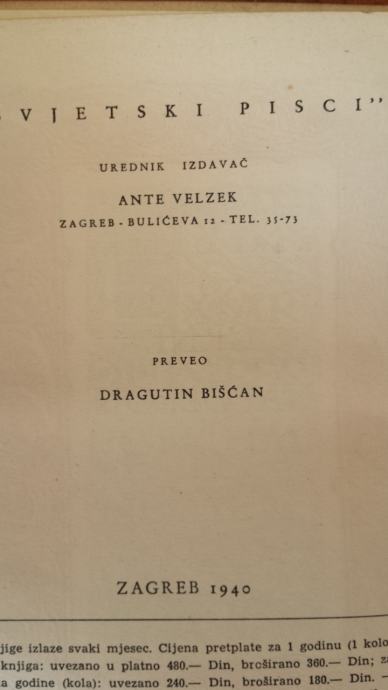 SVJETSKI PISCI”
UREDNIK IZDAVAČ
ANTE VELZEK
ZAGREB - BULIĆEVA 12 - TEL. 35-73
PREVEO
DRAGUTIN BIŠĆAN
ZAGREB 1940
jige izlaze svaki mjesec. Cijena pretplate za 1 godinu (1 kolo
knjiga: uvezano u platno 480.— Din, broširano 360.— Din; z
a godine (kola): uvezano 240.— Din, broširano 180.— Din.